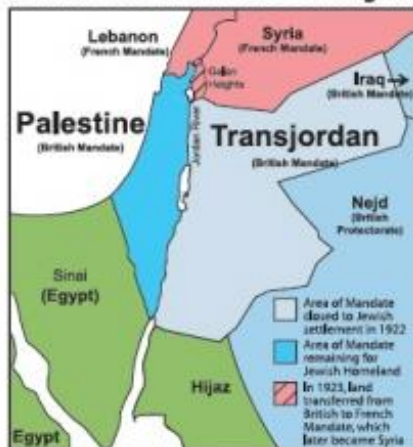 Lebanon
(French Mandate)
Syria
(French Mandate)
Golan
Heights
Iraq
(British Mandate)
Palestine
(British Mandate)
Jordan River
Transjordan
(British Mandate)
Nejd
(British
Protectorate)
Sinai
(Egypt)
Area of Mandate
closed to Jewish
settlement in 1922
Area of Mandate
remaining for
Jewish Homeland
Hijaz
In 1923, land
transferred from
British to French
Mandate, which
later became Syria
Egypt